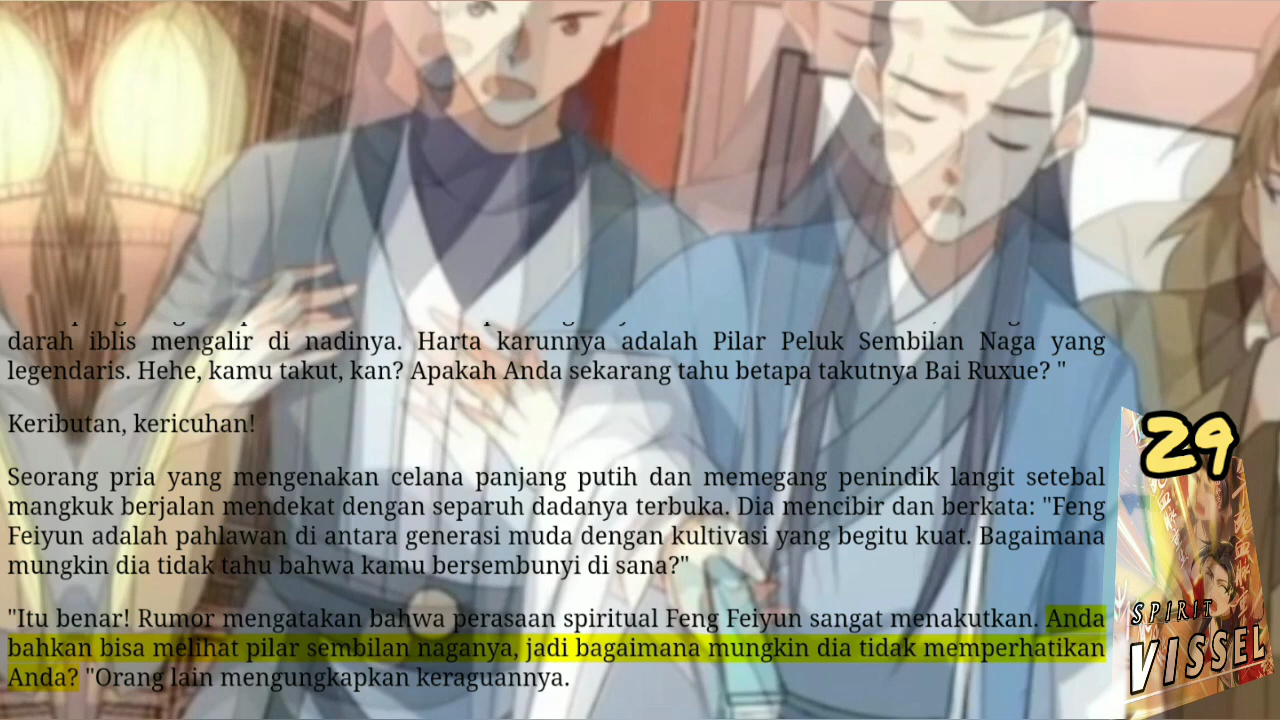 darah iblis mengalir di nadinya. Harta karunnya adalah Pilar Peluk Sembilan Naga yang
legendaris. Hehe, kamu takut, kan? Apakah Anda sekarang tahu betapa takutnya Bai Ruxue? "
Keributan, kericuhan!
Seorang pria yang mengenakan celana panjang putih dan memegang penindik langit setebal
mangkuk berjalan mendekat dengan separuh dadanya terbuka. Dia mencibir dan berkata: "Feng
Feiyun adalah pahlawan di antara generasi muda dengan kultivasi yang begitu kuat. Bagaimana
mungkin dia tidak tahu bahwa kamu bersembunyi di sana?"
"Itu benar! Rumor mengatakan bahwa perasaan spiritual Feng Feiyun sangat menakutkan. Anda
bahkan bisa melihat pilar sembilan naganya, jadi bagaimana mungkin dia tidak memperhatikan
Anda? "Orang lain mengungkapkan keraguannya.
29
SPIRIT
VISSEL